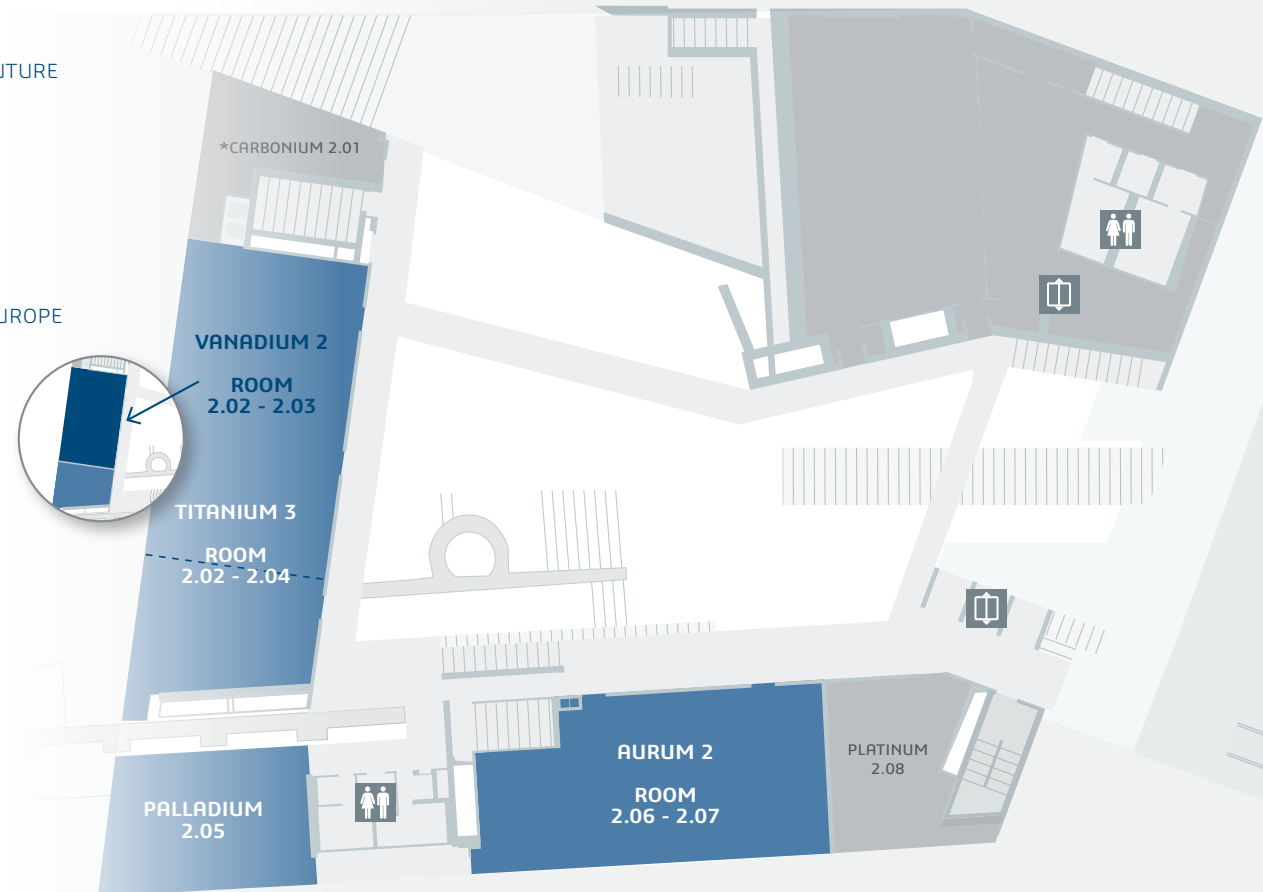 UTURE
*CARBONIUM 2.01
UROPE
VANADIUM 2
ROOM
2.02 - 2.03
TITANIUM 3
ROOM
2.02 - 2.04
AURUM 2
ROOM
2.06 - 2.07
PLATINUM
2.08
PALLADIUM
2.05